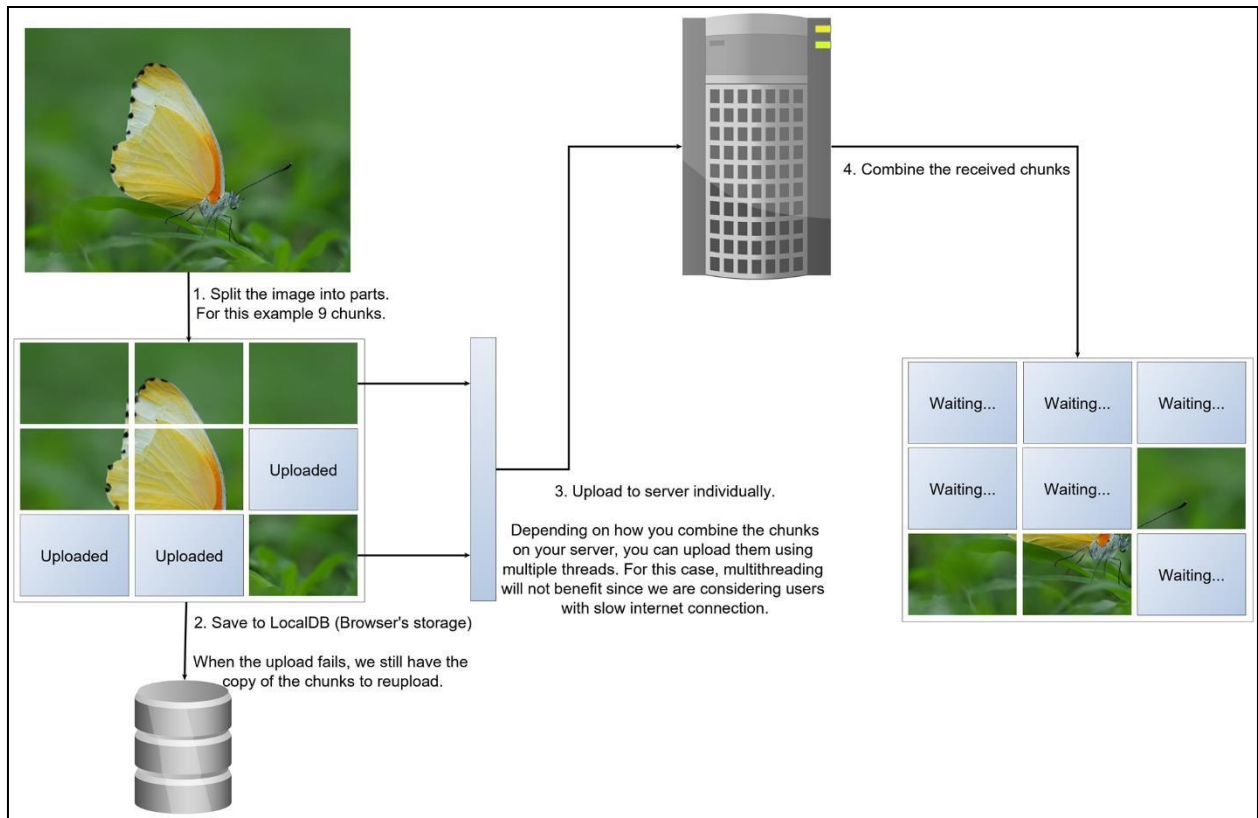 1. Split the image into parts.
For this example 9 chunks.
Uploaded
Uploaded
Uploaded
2. Save to LocalDB (Browser's storage)
When the upload fails, we still have the
copy of the chunks to reupload.
3. Upload to server individually.
Depending on how you combine the chunks
on your server, you can upload them using
multiple threads. For this case, multithreading
will not benefit since we are considering users
with slow internet connection.
4. Combine the received chunks
Waiting...
Waiting...
Waiting...
Waiting...
Waiting...
Waiting...